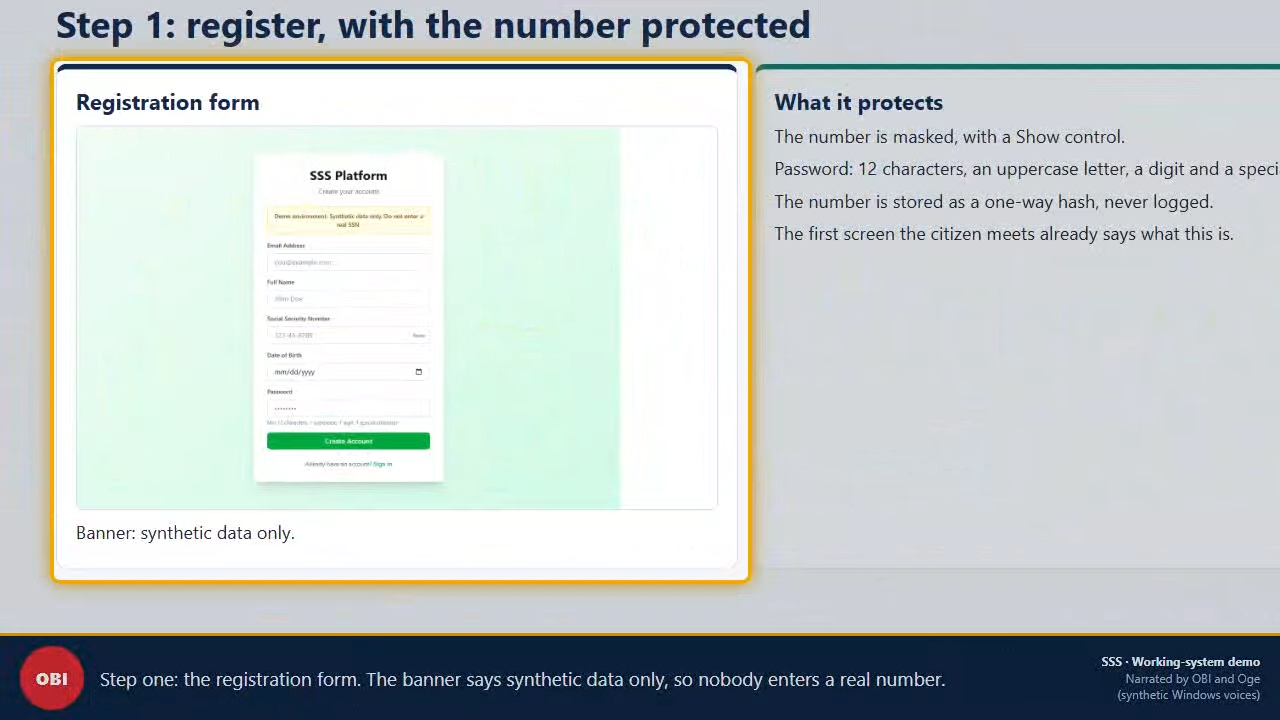 Step 1: register, with the number protected
Registration form
SSS Platform
Create your account
Demo environment. Synthetic data only. Do not enter a
real SSN.
Email Address
you@example.com
Full Name
Social Security Number
Date of Birth
mm/dd/yyyy
Password
Create Account
Already have an account? Sign in
Banner: synthetic data only.
What it protects
The number is masked, with a Show control.
Password: 12 characters, an uppercase letter, a digit and a speci
The number is stored as a one-way hash, never logged.
The first screen the citizen meets already says what this is.
OBI
Step one: the registration form. The banner says synthetic data only, so nobody enters a real number.
SSS · Working-system demo
Narrated by OBI and Oge
(synthetic Windows voices)